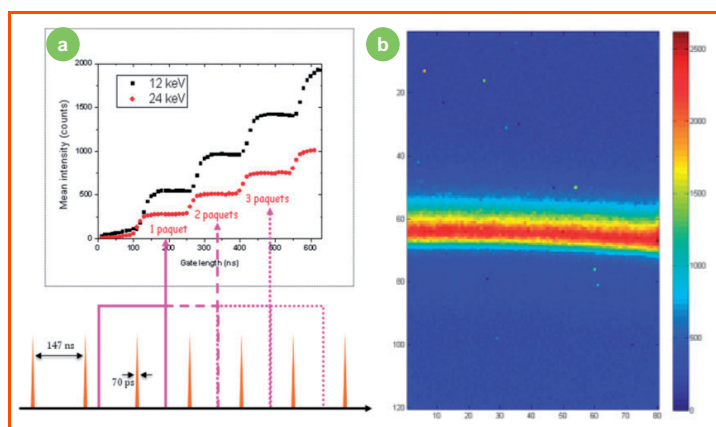 a
2000
1500
1000
500
0
Mean intensity (counts)
12 keV
24 keV
1 paquet
2 paquets
3 paquets
0 100 200 300 400 500 600
Gate length (ns)
147 ns
70 ps
b
20
40
60
80
100
120
10 20 30 40 50 60 70 80
2500
2000
1500
1000
500
0